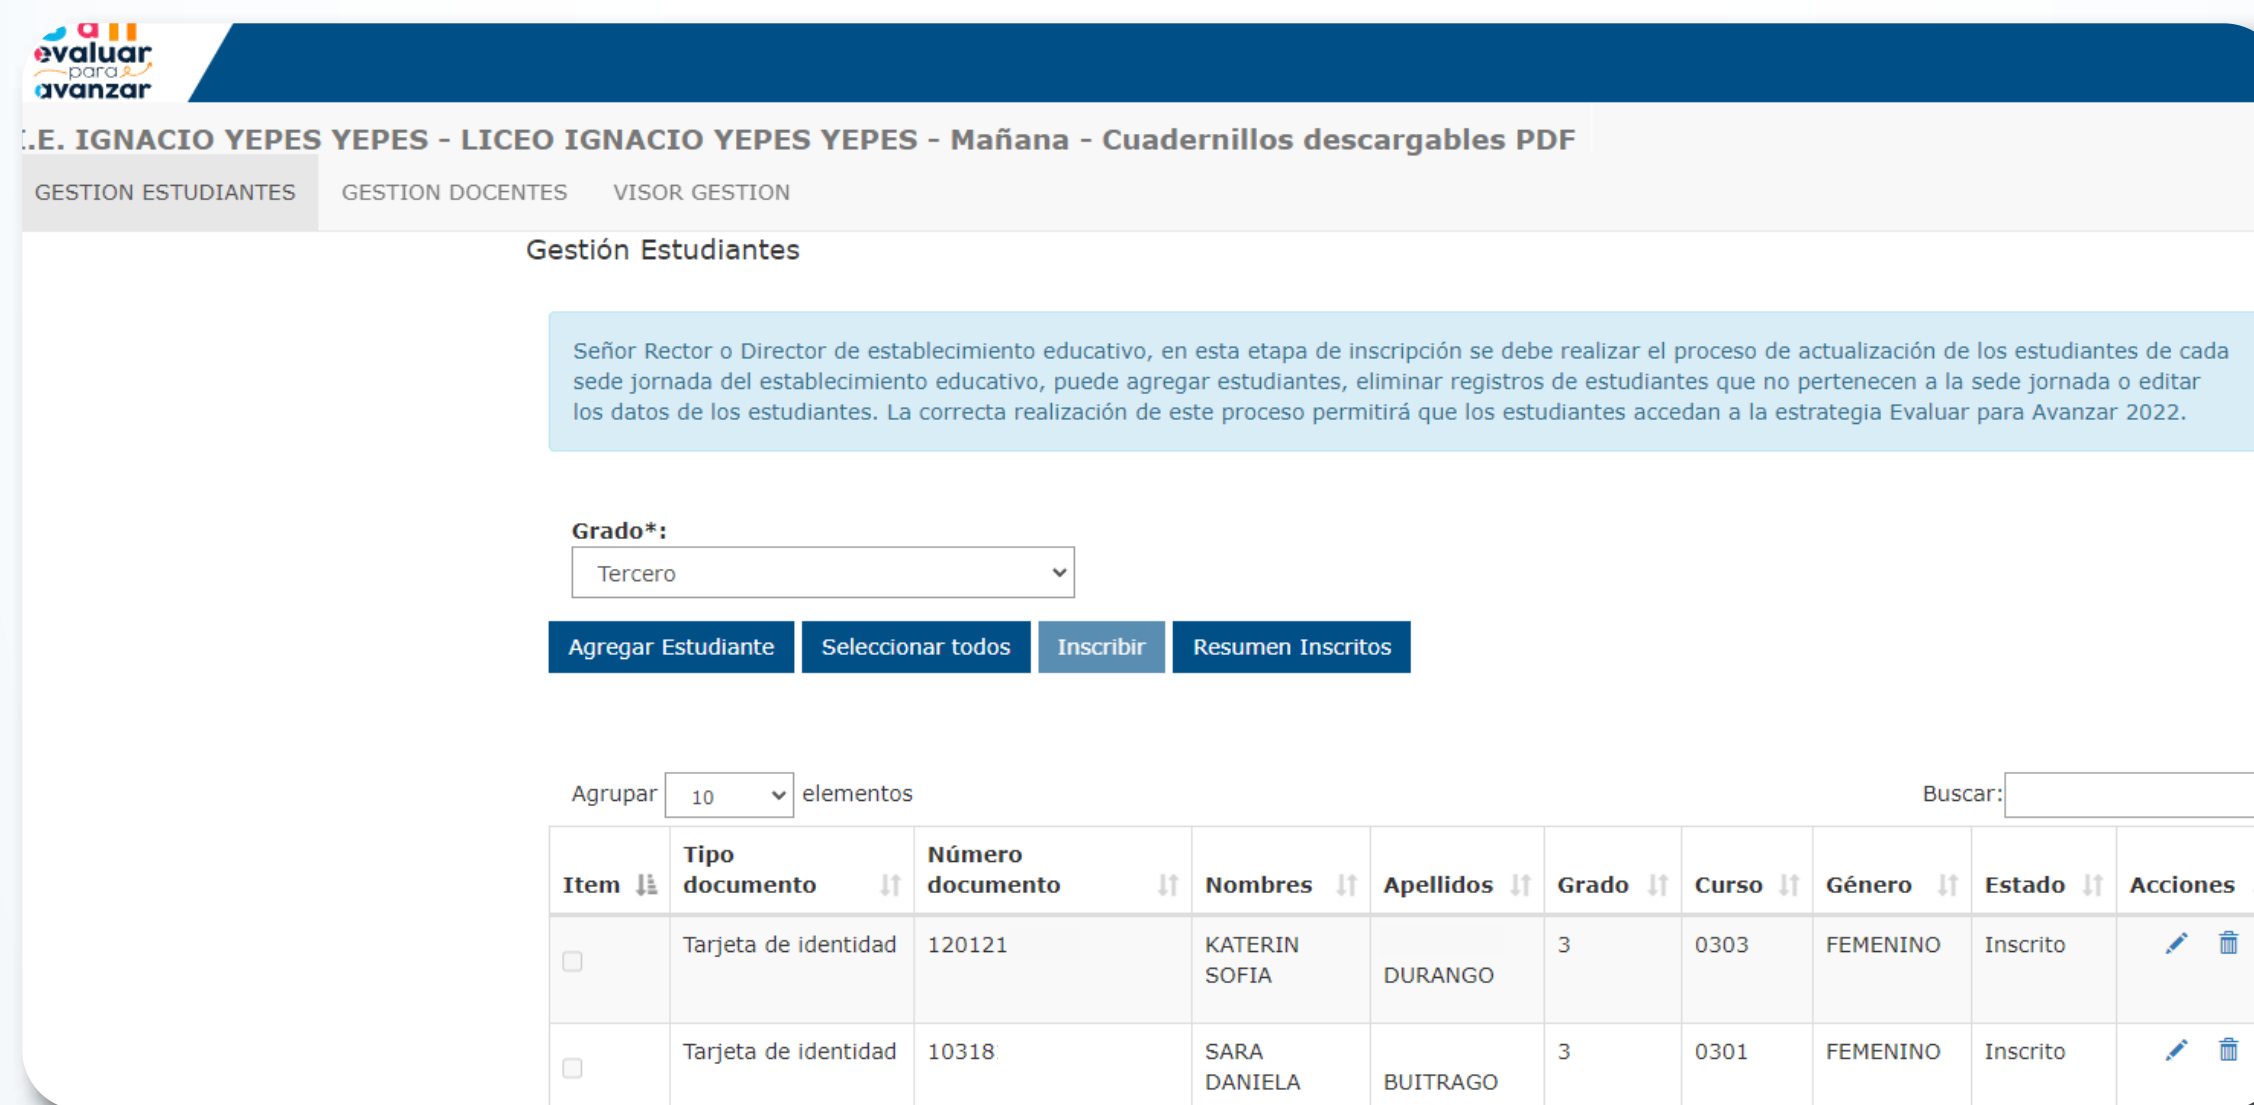 evaluar
para
avanzar
.E. IGNACIO YEPES YEPES - LICEO IGNACIO YEPES YEPES - Mañana - Cuadernillos descargables PDF
GESTION ESTUDIANTES GESTION DOCENTES VISOR GESTION
Gestión Estudiantes
Señor Rector o Director de establecimiento educativo, en esta etapa de inscripción se debe realizar el proceso de actualización de los estudiantes de cada
sede jornada del establecimiento educativo, puede agregar estudiantes, eliminar registros de estudiantes que no pertenecen a la sede jornada o editar
los datos de los estudiantes. La correcta realización de este proceso permitirá que los estudiantes accedan a la estrategia Evaluar para Avanzar 2022.
Grado*:
Tercero
Agregar Estudiante Seleccionar todos Inscribir Resumen Inscritos
Agrupar 10 elementos Buscar:
Item Tipo documento Número documento Nombres Apellidos Grado Curso Género Estado Acciones
Tarjeta de identidad 120121 KATERIN SOFIA DURANGO 3 0303 FEMENINO Inscrito
Tarjeta de identidad 10318 SARA DANIELA BUITRAGO 3 0301 FEMENINO Inscrito